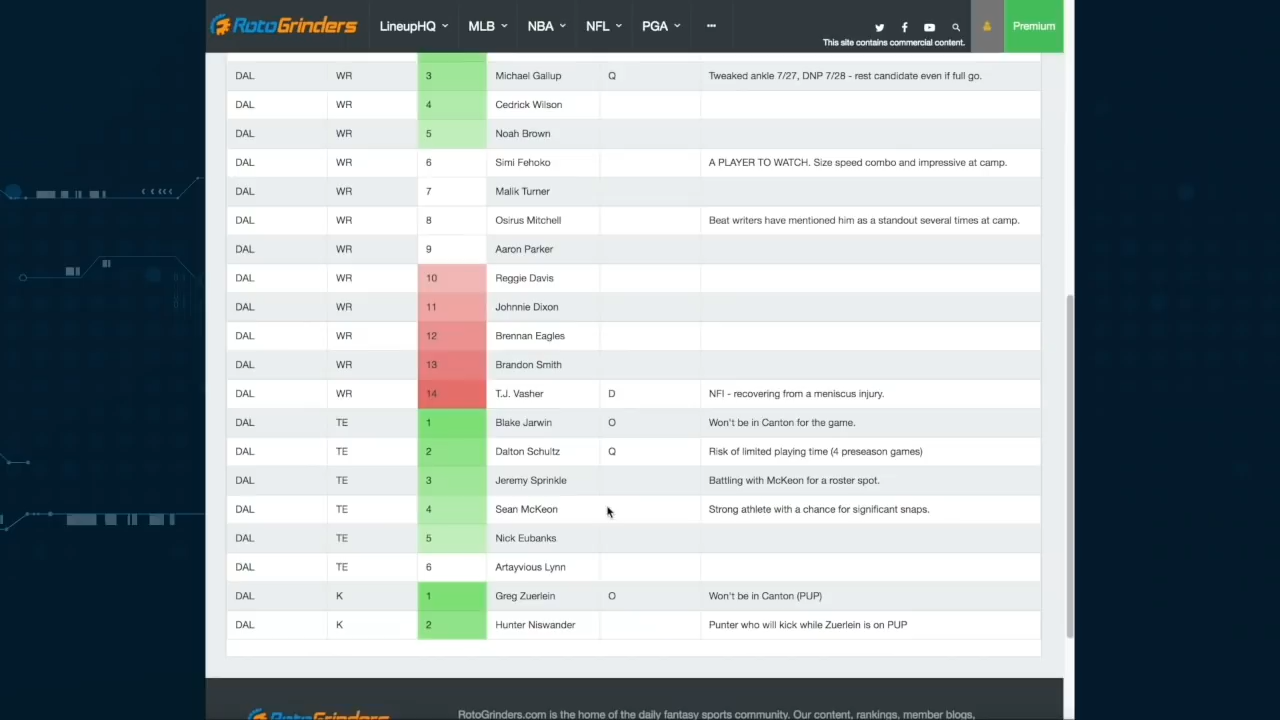 RotoGrinders LineupHQ MLB NBA NFL PGA ••• Premium
This site contains commercial content.
DAL WR 3 Michael Gallup Q Tweaked ankle 7/27, DNP 7/28 - rest candidate even if full go.
DAL WR 4 Cedrick Wilson
DAL WR 5 Noah Brown
DAL WR 6 Simi Fehoko A PLAYER TO WATCH. Size speed combo and impressive at camp.
DAL WR 7 Malik Turner
DAL WR 8 Osirus Mitchell Beat writers have mentioned him as a standout several times at camp.
DAL WR 9 Aaron Parker
DAL WR 10 Reggie Davis
DAL WR 11 Johnnie Dixon
DAL WR 12 Brennan Eagles
DAL WR 13 Brandon Smith
DAL WR 14 T.J. Vasher D NFI - recovering from a meniscus injury.
DAL TE 1 Blake Jarwin O Won't be in Canton for the game.
DAL TE 2 Dalton Schultz Q Risk of limited playing time (4 preseason games)
DAL TE 3 Jeremy Sprinkle Battling with McKeon for a roster spot.
DAL TE 4 Sean McKeon Strong athlete with a chance for significant snaps.
DAL TE 5 Nick Eubanks
DAL TE 6 Artayvious Lynn
DAL K 1 Greg Zuerlein O Won't be in Canton (PUP)
DAL K 2 Hunter Niswander Punter who will kick while Zuerlein is on PUP
RotoGrinders RotoGrinders.com is the home of the daily fantasy sports community. Our content, rankings, member blogs,